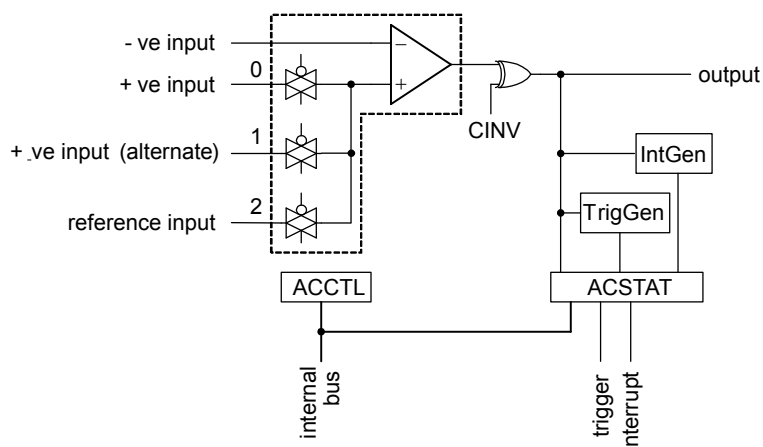 - ve input
0
+ ve input
−
+
output
CINV
1
+ ve input (alternate)
IntGen
2
reference input
TrigGen
ACCTL
ACSTAT
internal
bus
trigger
nterrupt